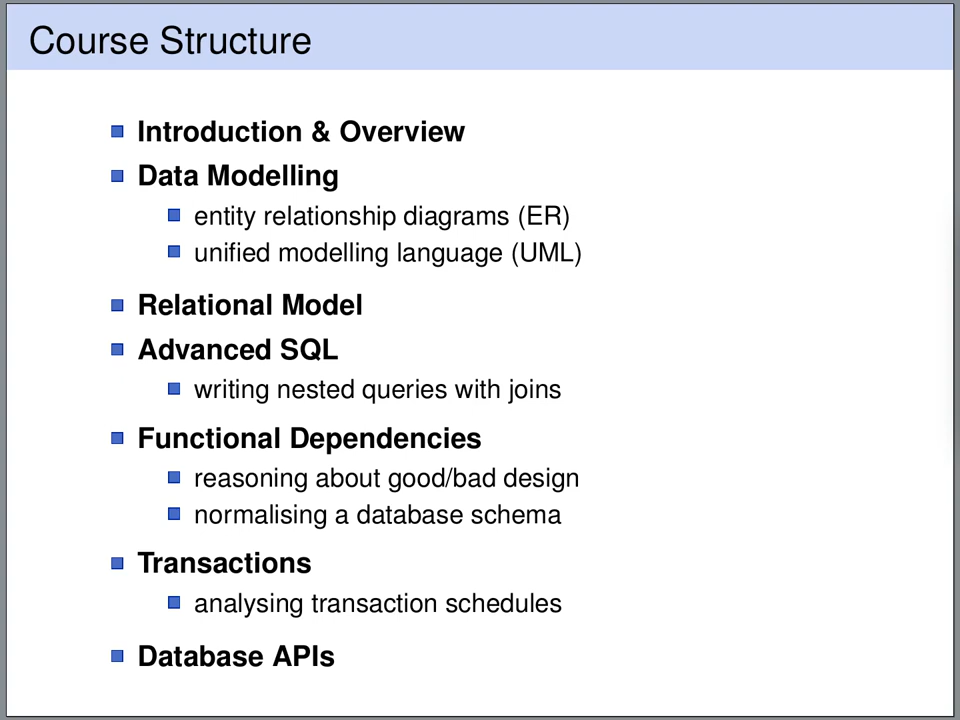 Course Structure
Introduction & Overview
Data Modelling
entity relationship diagrams (ER)
unified modelling language (UML)
Relational Model
Advanced SQL
writing nested queries with joins
Functional Dependencies
reasoning about good/bad design
normalising a database schema
Transactions
analysing transaction schedules
Database APIs